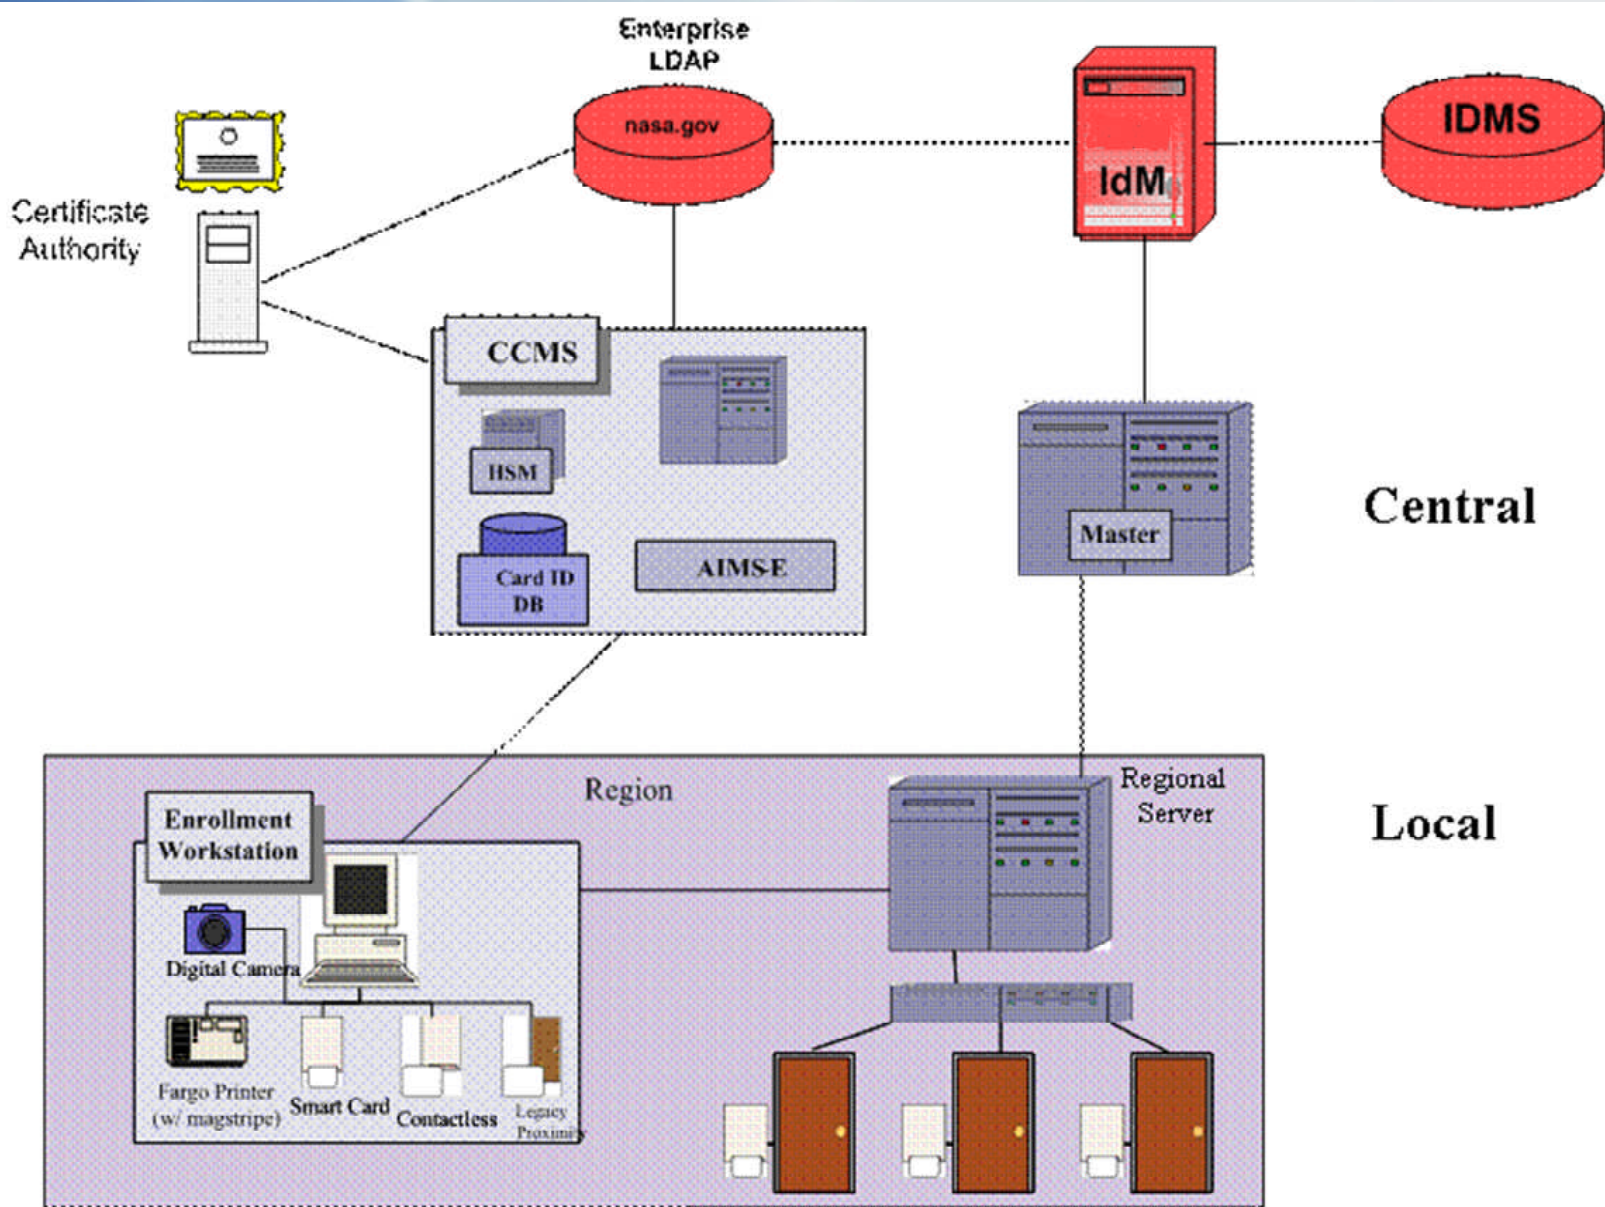 Enterprise
LDAP
nasa.gov
IdM
IDMS
Certificate
Authority
CCMS
HSM
Card ID
DB
AIMS-E
Master
Central
Region
Regional
Server
Local
Enrollment
Workstation
Digital Camera
Fargo Printer
(w/ magstripe)
Smart Card
Contactless
Legacy
Proximity